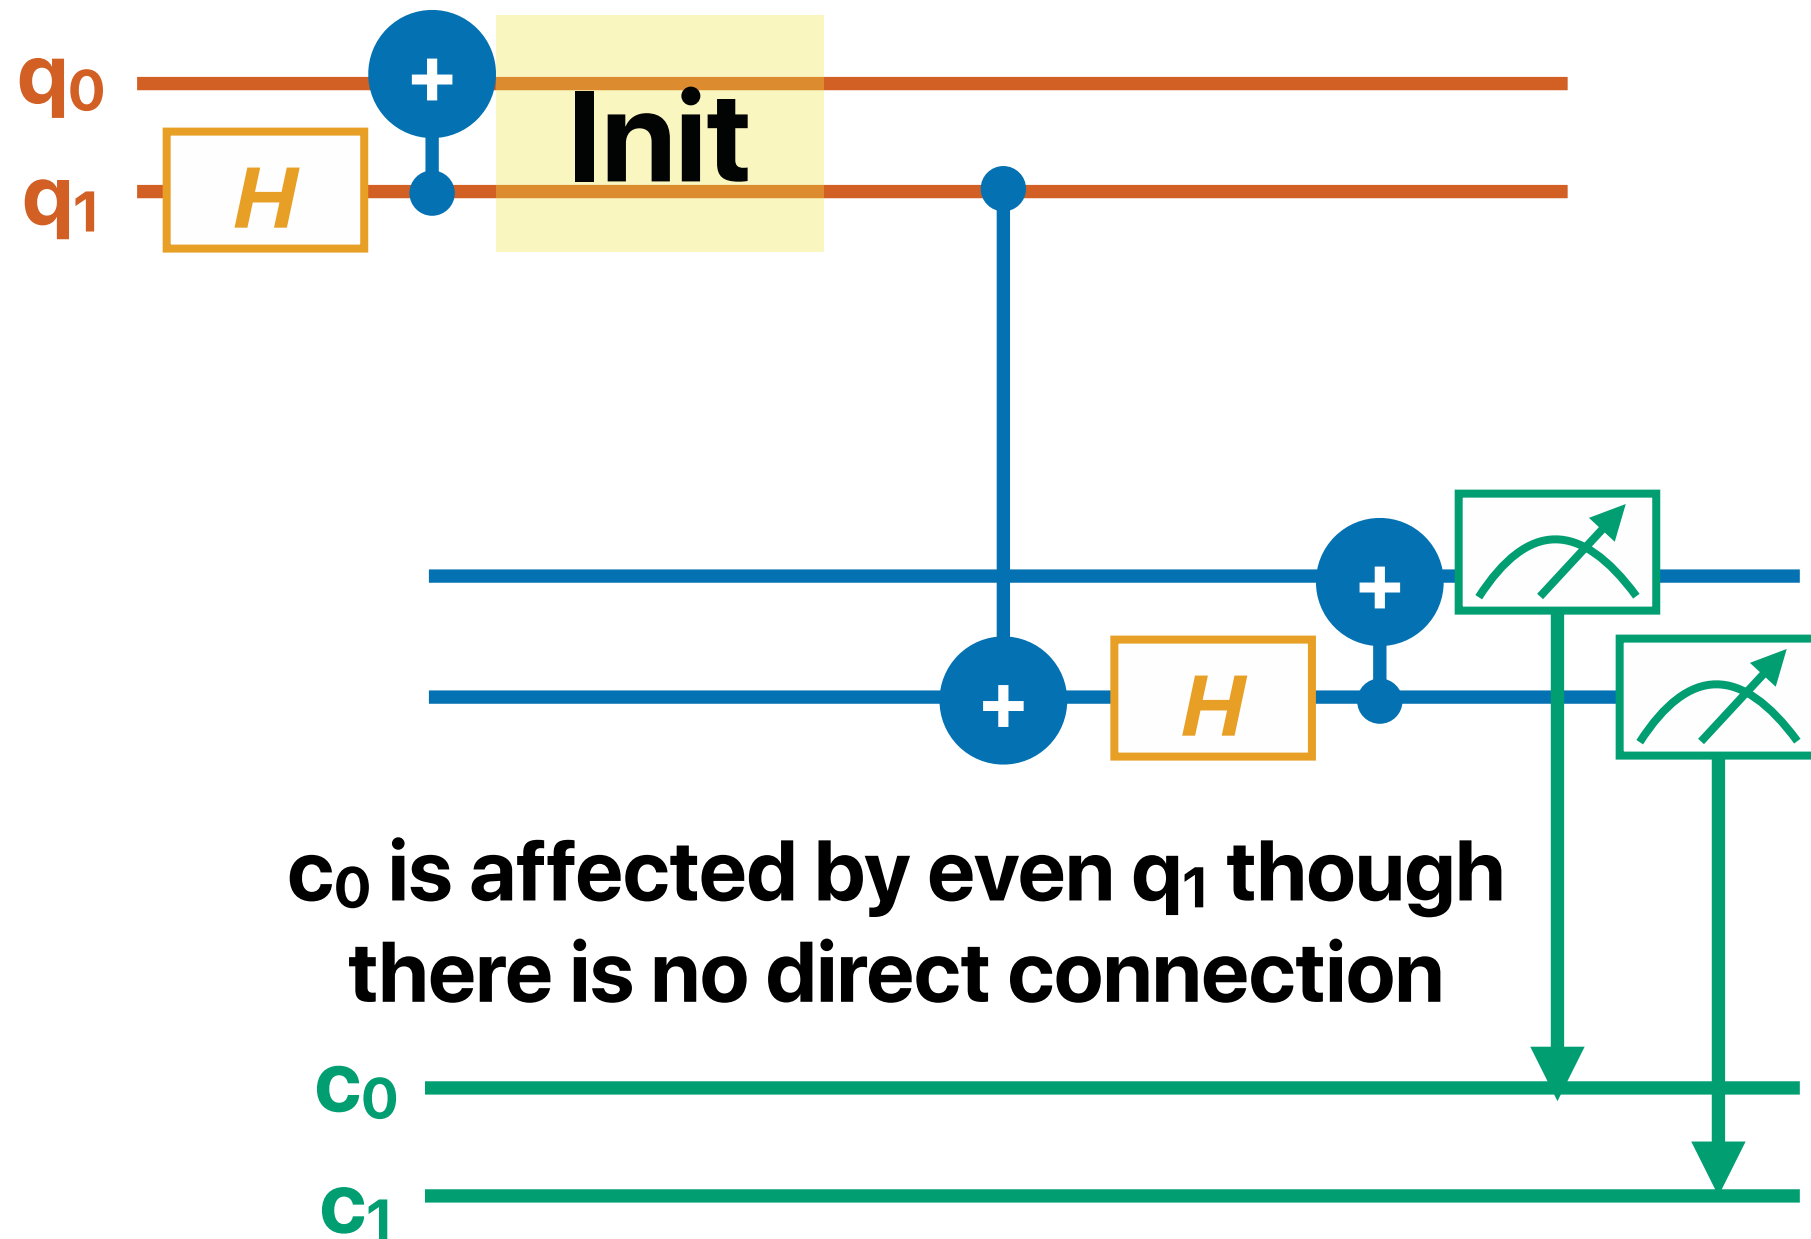 q₀
+
Init
q₁
H
+
+
H
c₀ is affected by even q₁ though
there is no direct connection
c₀
c₁